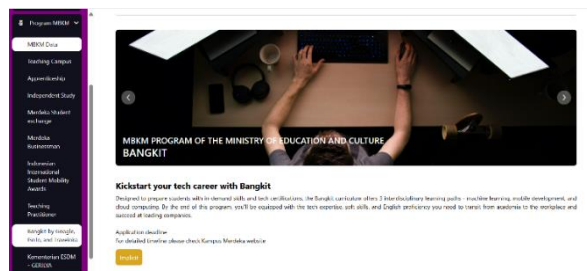 Program MBKM
MBKM Data
Teaching Campus
Apprenticeship
Independent Study
Merdeka Student
exchange
Merdeka
Businessman
Indonesian
International
Student Mobility
Awards
Teaching
Practitioner
Bangkit by Google,
GoTo, and Traveloka
Kementerian ESDM
- GERILYA
MBKM PROGRAM OF THE MINISTRY OF EDUCATION AND CULTURE
BANGKIT
Kickstart your tech career with Bangkit
Designed to prepare students with in-demand skills and tech certifications, the Bangkit curriculum offers 3 interdisciplinary learning paths - machine learning, mobile development, and
cloud computing. By the end of this program, you'll be equipped with the tech expertise, soft skills, and English proficiency you need to transit from academia to the workplace and
succeed at leading companies.
Application deadline
For detailed timeline please check Kampus Merdeka website